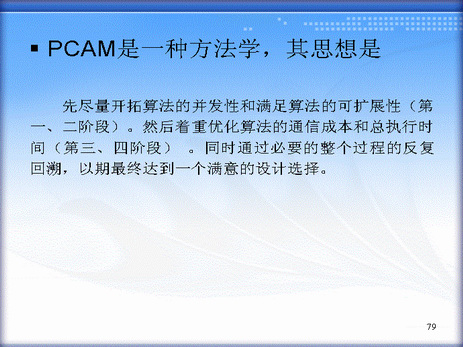 ▪ PCAM是一种方法学，其思想是
先尽量开拓算法的并发性和满足算法的可扩展性（第
一、二阶段）。然后着重优化算法的通信成本和总执行时
间（第三、四阶段） 。同时通过必要的整个过程的反复
回溯，以期最终达到一个满意的设计选择。
79